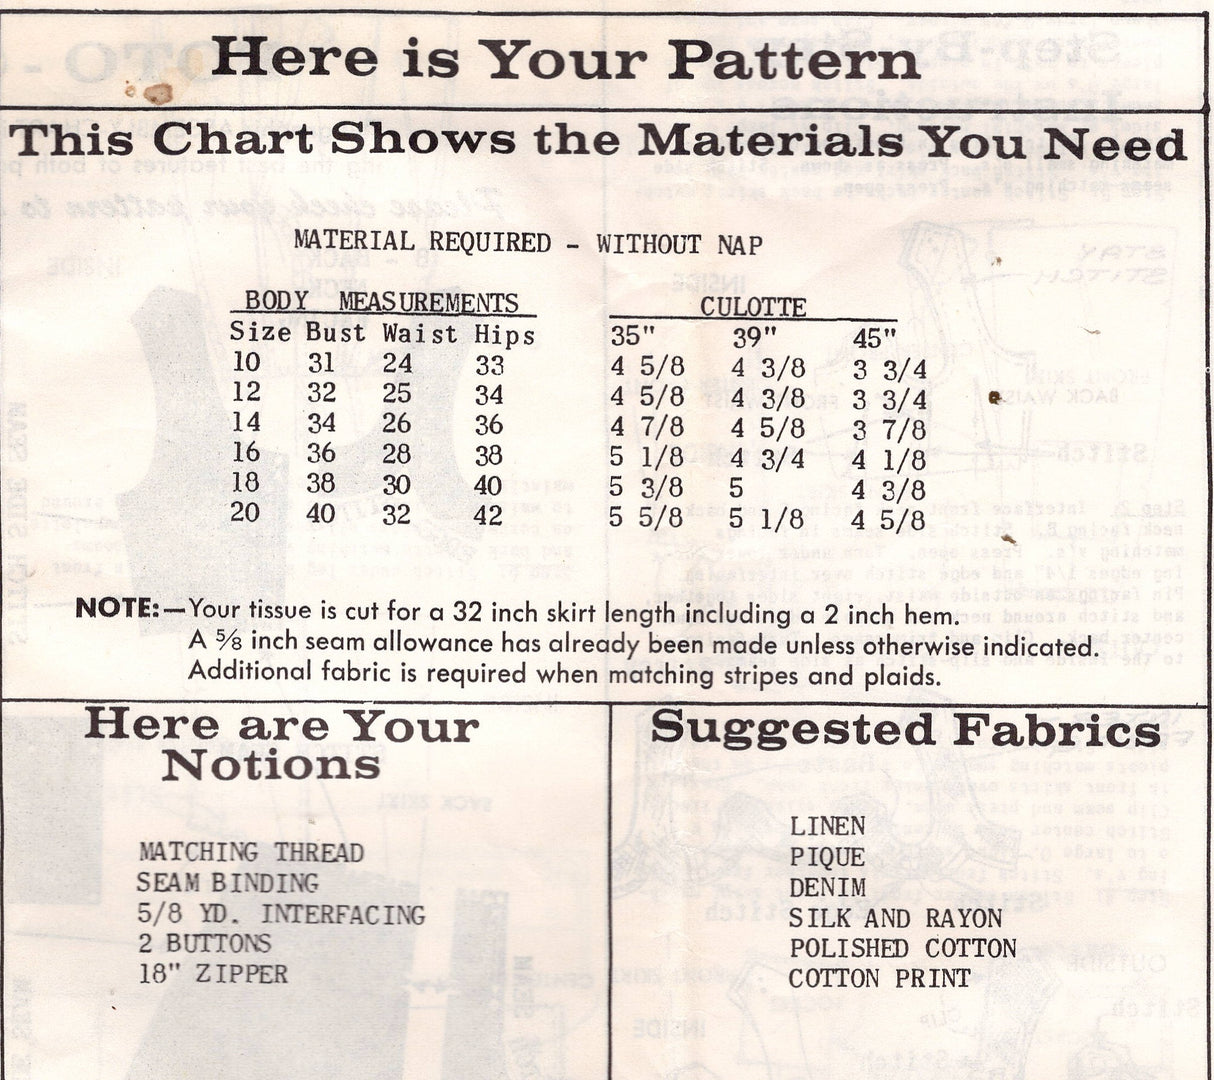 Here is Your Pattern
This Chart Shows the Materials You Need
MATERIAL REQUIRED - WITHOUT NAP
BODY MEASUREMENTS CULOTTE
Size Bust Waist Hips 35" 39" 45"
10 31 24 33 4 5/8 4 3/8 3 3/4
12 32 25 34 4 5/8 4 3/8 3 3/4
14 34 26 36 4 7/8 4 5/8 3 7/8
16 36 28 38 5 1/8 4 3/4 4 1/8
18 38 30 40 5 3/8 5 4 3/8
20 40 32 42 5 5/8 5 1/8 4 5/8
NOTE:—Your tissue is cut for a 32 inch skirt length including a 2 inch hem.
A ⅝ inch seam allowance has already been made unless otherwise indicated.
Additional fabric is required when matching stripes and plaids.
Here are Your
Notions
MATCHING THREAD
SEAM BINDING
5/8 YD. INTERFACING
2 BUTTONS
18" ZIPPER
Suggested Fabrics
LINEN
PIQUE
DENIM
SILK AND RAYON
POLISHED COTTON
COTTON PRINT